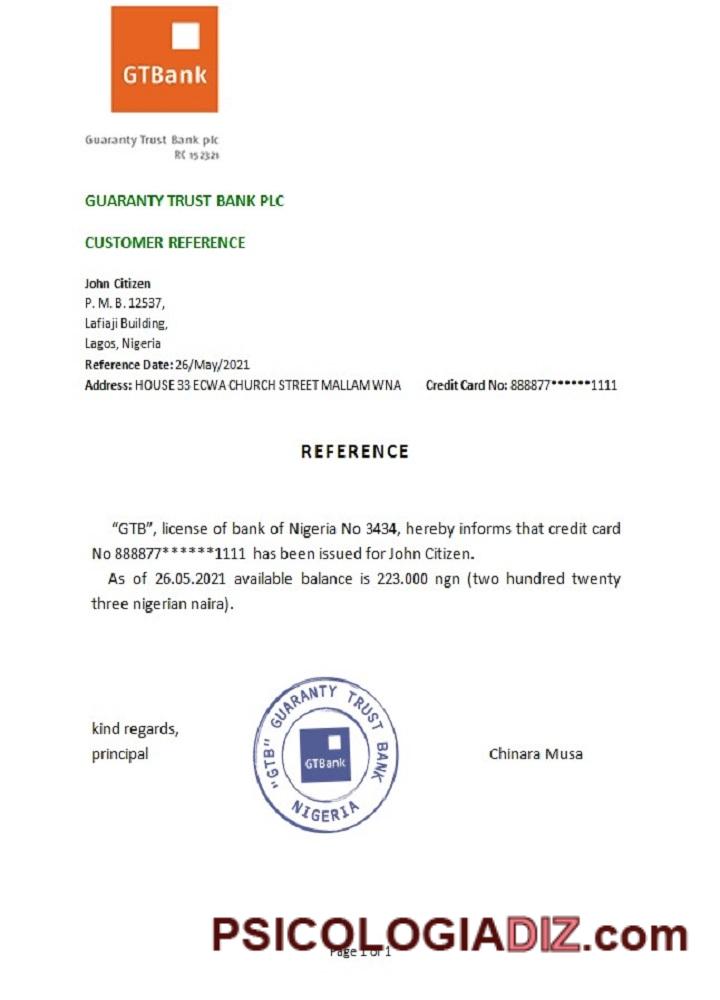 GTBank
Guaranty Trust Bank plc
RC 152321
GUARANTY TRUST BANK PLC
CUSTOMER REFERENCE
John Citizen
P. M. B. 12537,
Lafiaji Building,
Lagos, Nigeria
Reference Date: 26/May/2021
Address: HOUSE 33 ECWA CHURCH STREET MALLAM WNA Credit Card No: 888877******1111
REFERENCE
“GTB”, license of bank of Nigeria No 3434, hereby informs that credit card
No 888877******1111 has been issued for John Citizen.
As of 26.05.2021 available balance is 223.000 ngn (two hundred twenty
three nigerian naira).
kind regards,
principal
"GTB" GUARANTY TRUST BANK
GTBank
NIGERIA
Chinara Musa
PSICOLOGIADIZ.com
Page 1 of 1